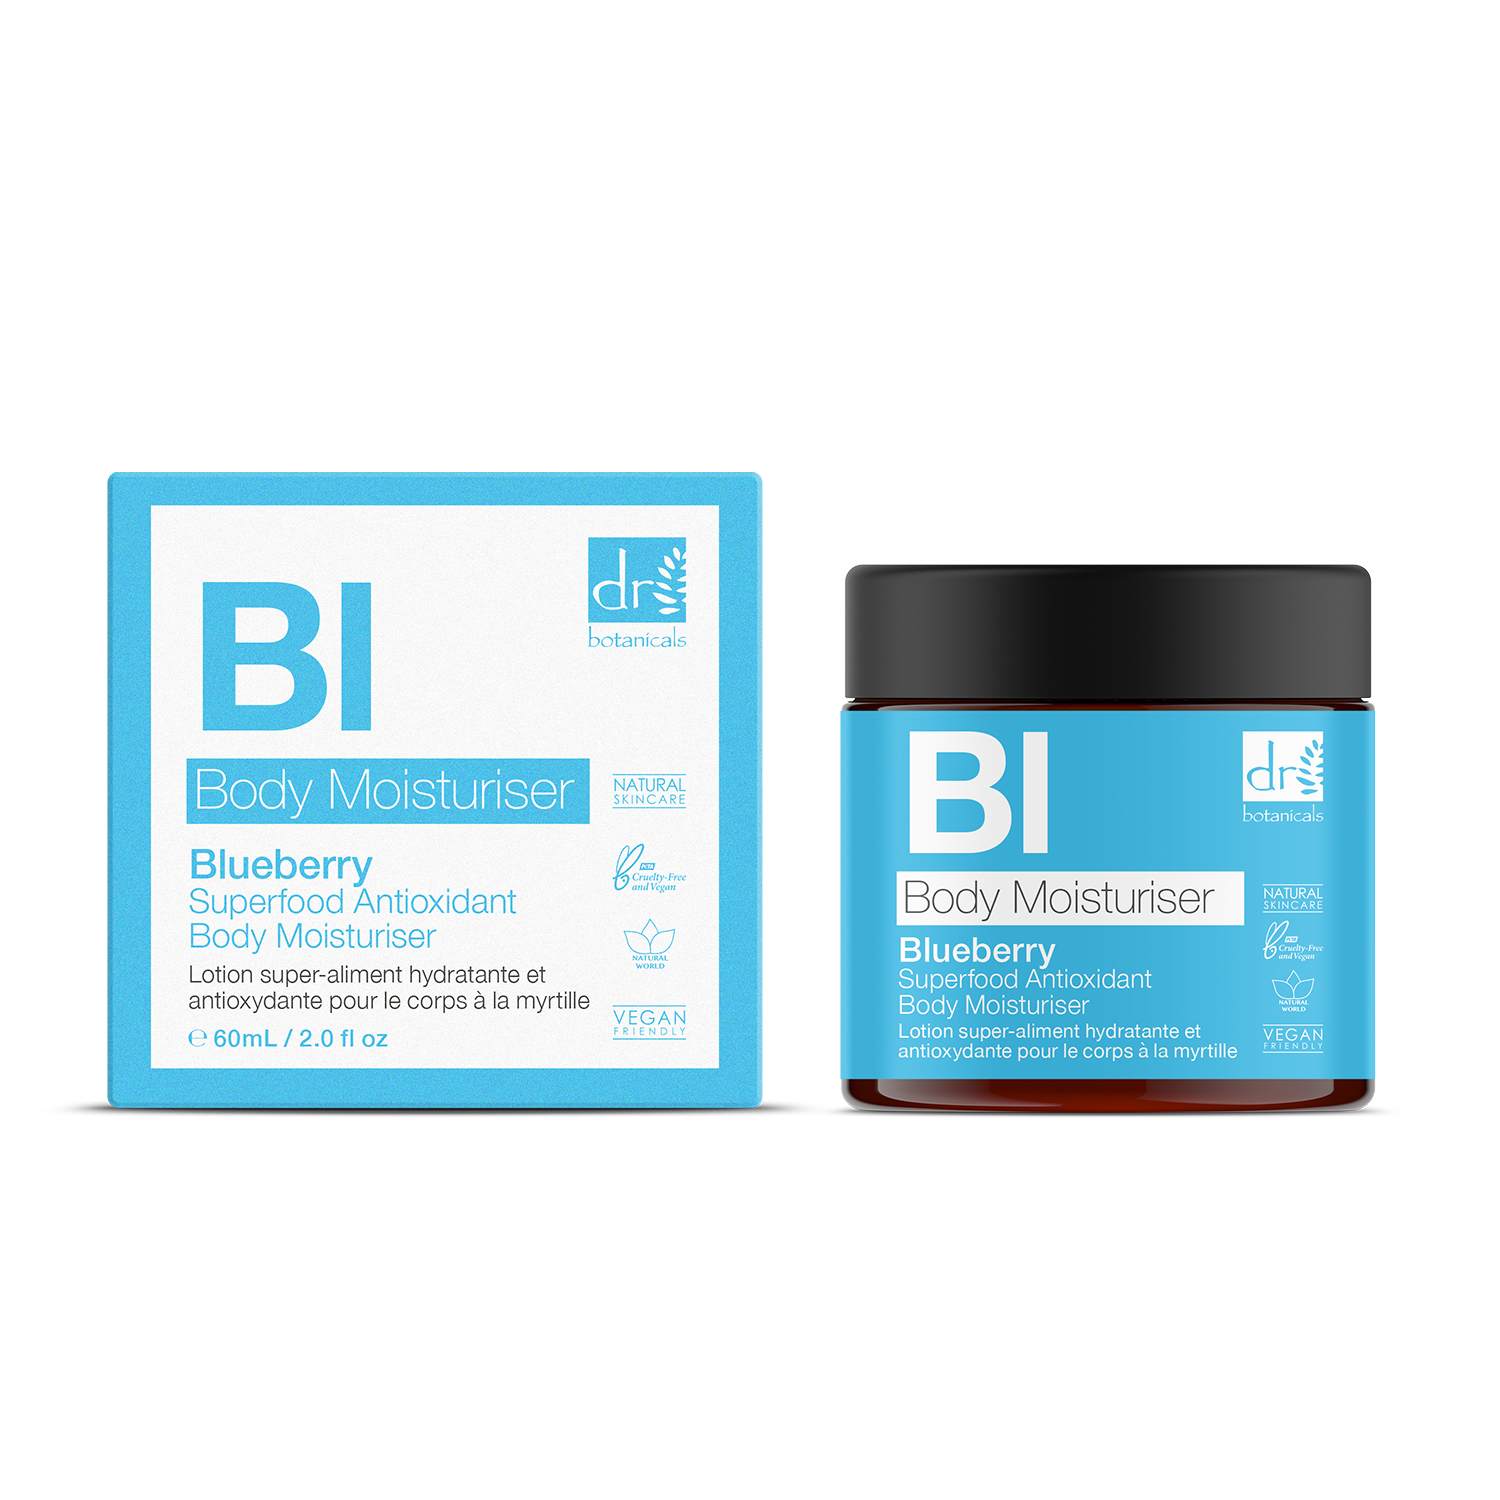 Bl
dr
botanicals
Body Moisturiser
NATURAL
SKINCARE
Blueberry
Superfood Antioxidant
Body Moisturiser
PETA
Cruelty-Free
and Vegan
NATURAL
WORLD
Lotion super-aliment hydratante et
antioxydante pour le corps à la myrtille
℮ 60mL / 2.0 fl oz
VEGAN
FRIENDLY
Bl
dr
botanicals
Body Moisturiser
NATURAL
SKINCARE
Blueberry
Superfood Antioxidant
Body Moisturiser
PETA
Cruelty-Free
and Vegan
NATURAL
WORLD
Lotion super-aliment hydratante et
antioxydante pour le corps à la myrtille
VEGAN
FRIENDLY